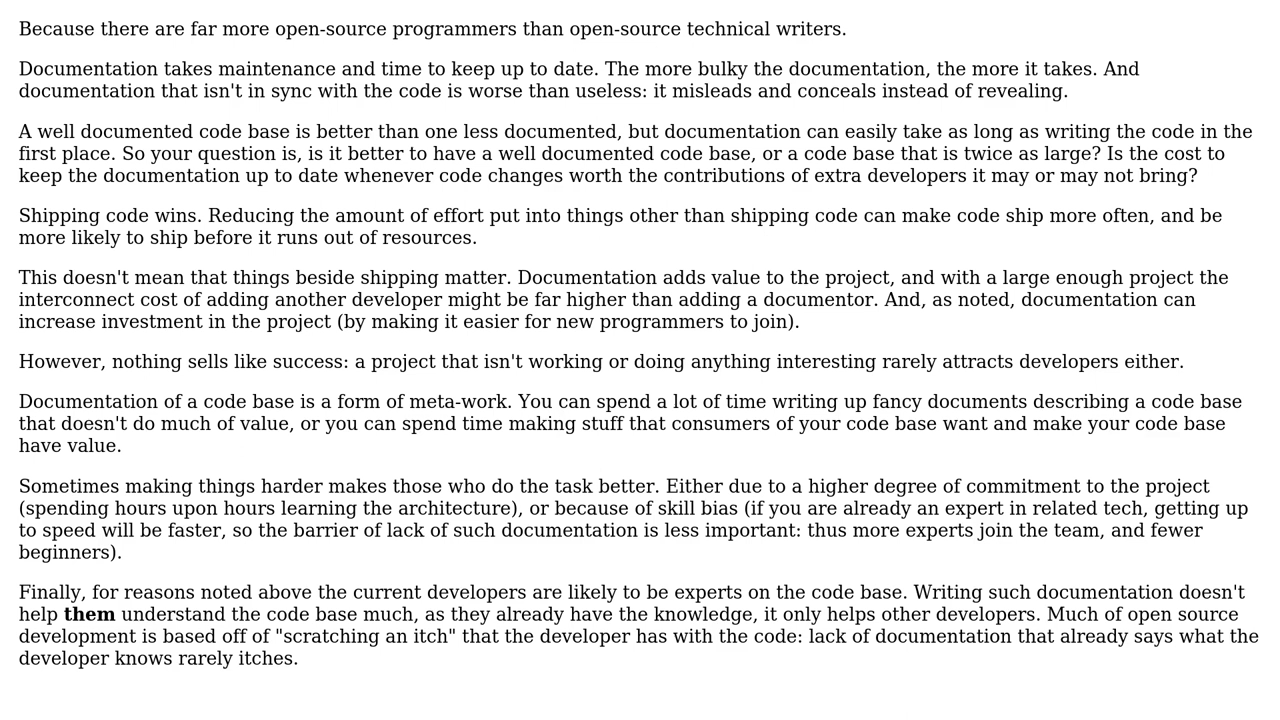 Because there are far more open-source programmers than open-source technical writers.
Documentation takes maintenance and time to keep up to date. The more bulky the documentation, the more it takes. And
documentation that isn't in sync with the code is worse than useless: it misleads and conceals instead of revealing.
A well documented code base is better than one less documented, but documentation can easily take as long as writing the code in the
first place. So your question is, is it better to have a well documented code base, or a code base that is twice as large? Is the cost to
keep the documentation up to date whenever code changes worth the contributions of extra developers it may or may not bring?
Shipping code wins. Reducing the amount of effort put into things other than shipping code can make code ship more often, and be
more likely to ship before it runs out of resources.
This doesn't mean that things beside shipping matter. Documentation adds value to the project, and with a large enough project the
interconnect cost of adding another developer might be far higher than adding a documentor. And, as noted, documentation can
increase investment in the project (by making it easier for new programmers to join).
However, nothing sells like success: a project that isn't working or doing anything interesting rarely attracts developers either.
Documentation of a code base is a form of meta-work. You can spend a lot of time writing up fancy documents describing a code base
that doesn't do much of value, or you can spend time making stuff that consumers of your code base want and make your code base
have value.
Sometimes making things harder makes those who do the task better. Either due to a higher degree of commitment to the project
(spending hours upon hours learning the architecture), or because of skill bias (if you are already an expert in related tech, getting up
to speed will be faster, so the barrier of lack of such documentation is less important: thus more experts join the team, and fewer
beginners).
Finally, for reasons noted above the current developers are likely to be experts on the code base. Writing such documentation doesn't
help them understand the code base much, as they already have the knowledge, it only helps other developers. Much of open source
development is based off of "scratching an itch" that the developer has with the code: lack of documentation that already says what the
developer knows rarely itches.